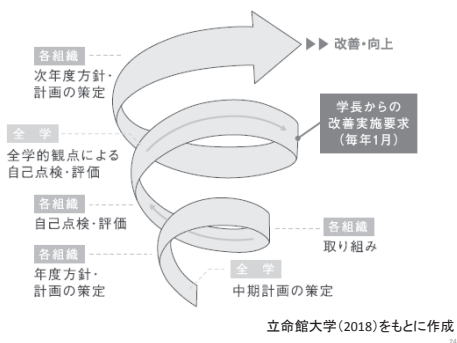 ▶▶ 改善・向上
各組織
次年度方針・
計画の策定
学長からの
改善実施要求
(毎年1月)
全 学
全学的観点による
自己点検・評価
各組織
自己点検・評価
各組織
取り組み
各組織
年度方針・
計画の策定
全 学
中期計画の策定
立命館大学(2018)をもとに作成
24